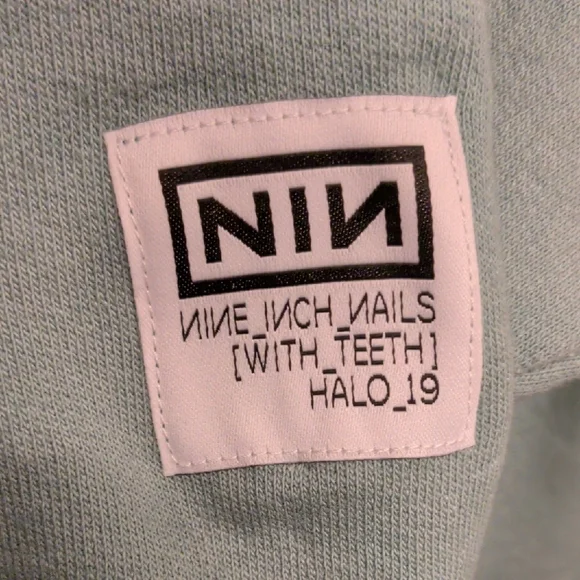 NIN
NINE_INCH_NAILS
[WITH_TEETH]
HALO_19